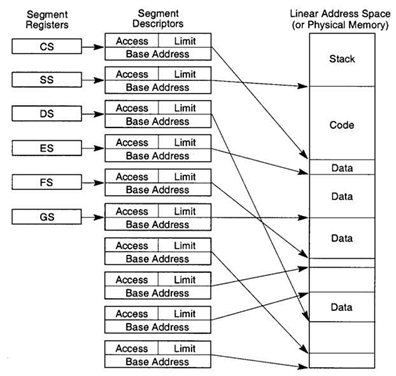 Segment
Registers
Segment
Descriptors
Linear Address Space
(or Physical Memory)
CS
Access Limit
Base Address
Stack
SS
Access Limit
Base Address
DS
Access Limit
Base Address
Code
ES
Access Limit
Base Address
Data
FS
Access Limit
Base Address
Data
GS
Access Limit
Base Address
Data
Access Limit
Base Address
Access Limit
Base Address
Data
Access Limit
Base Address
Access Limit
Base Address